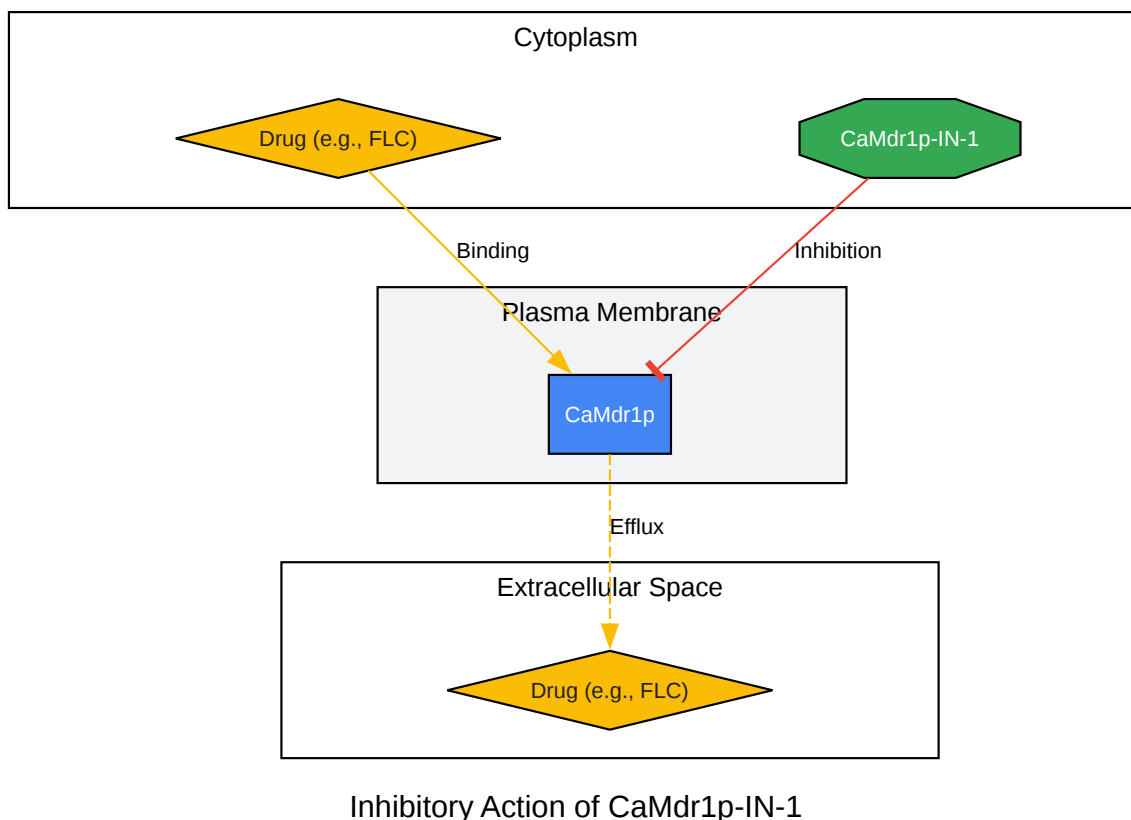 Cytoplasm
Drug (e.g., FLC)
CaMdr1p-IN-1
Binding
Inhibition
Plasma Membrane
CaMdr1p
Efflux
Extracellular Space
Drug (e.g., FLC)
Inhibitory Action of CaMdr1p-IN-1